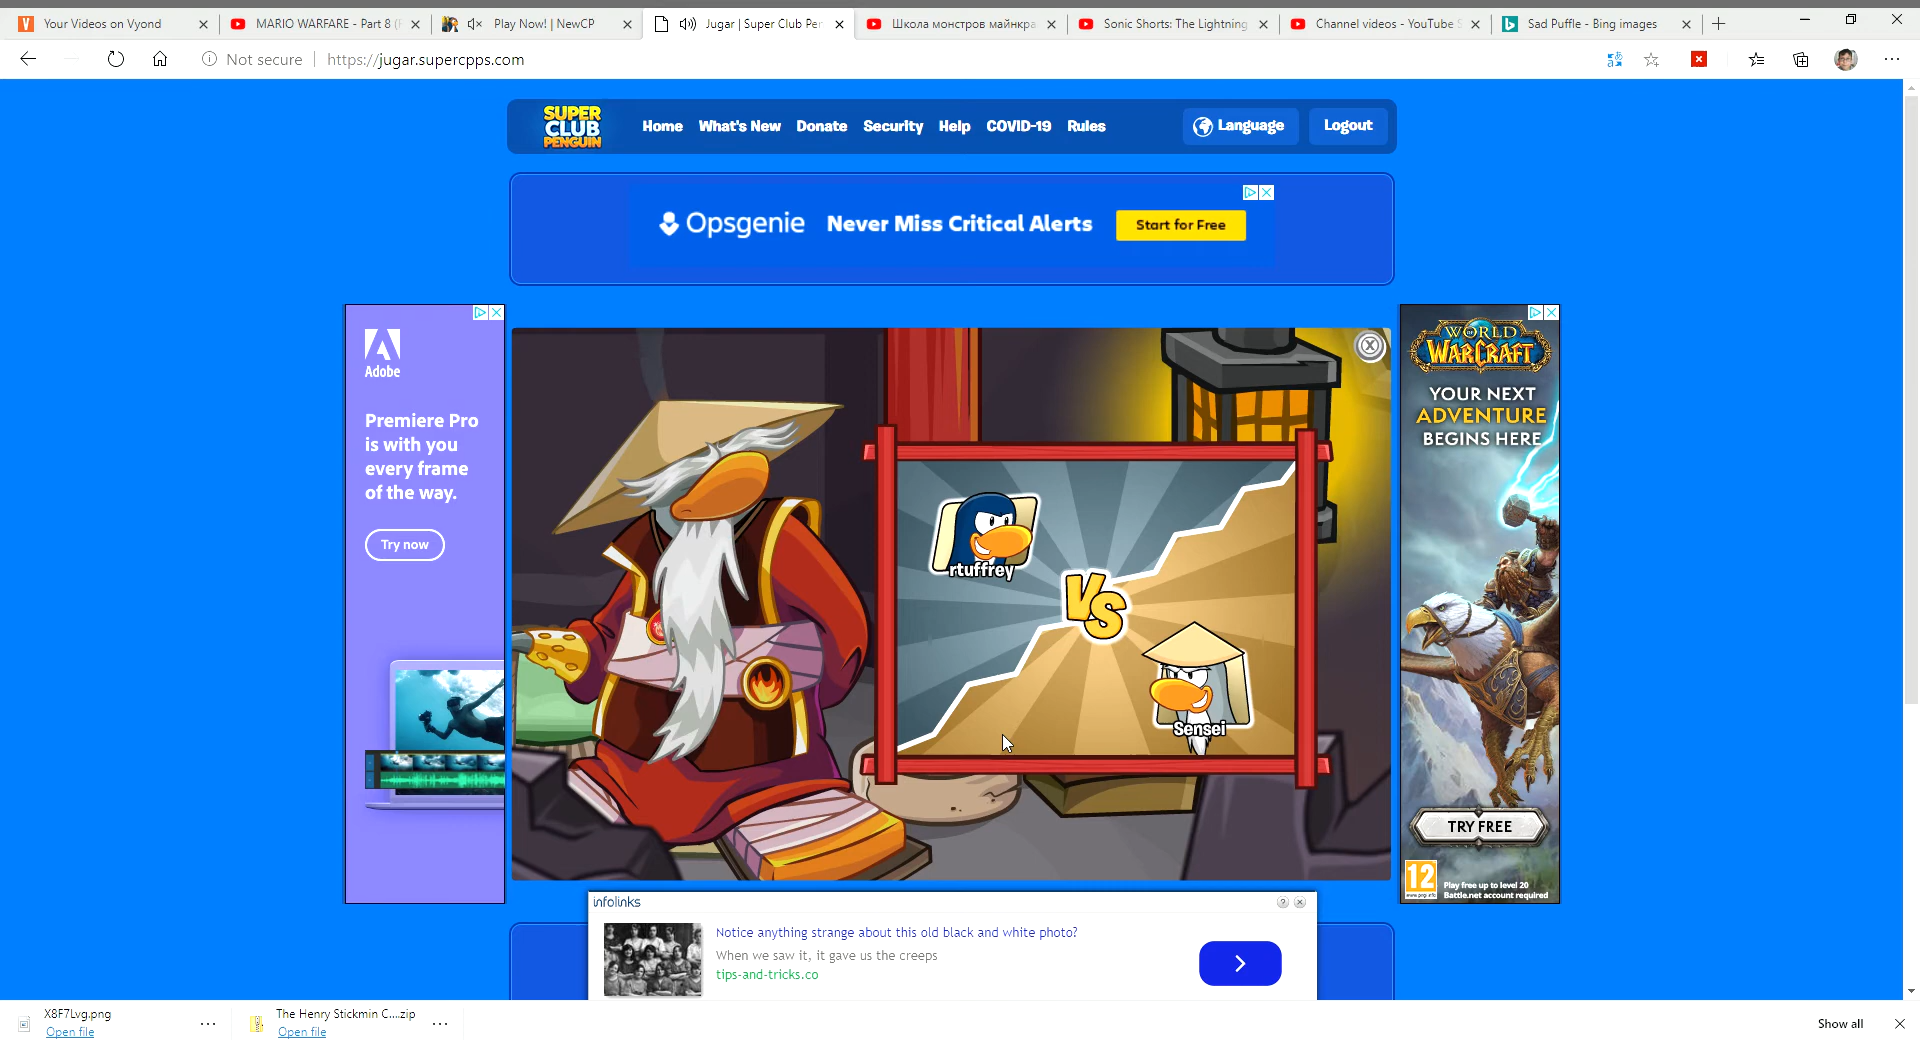 Your Videos on Vyond
MARIO WARFARE - Part 8 (F
Play Now! | NewCP
Jugar | Super Club Per
Школа монстров майнкра
Sonic Shorts: The Lightning
Channel videos - YouTube S
Sad Puffle - Bing images
Not secure
https://jugar.supercpps.com
SUPER
CLUB
PENGUIN
Home
What's New
Donate
Security
Help
COVID-19
Rules
Language
Logout
Opsgenie
Never Miss Critical Alerts
Start for Free
Adobe
Premiere Pro
is with you
every frame
of the way.
Try now
rtuffrey
VS
Sensei
WORLD
OF
WARCRAFT
YOUR NEXT
ADVENTURE
BEGINS HERE
TRY FREE
12
www.pegi.info
Play free up to level 20
Battle.net account required
infolinks
Notice anything strange about this old black and white photo?
When we saw it, it gave us the creeps
tips-and-tricks.co
X8F7Lvg.png
Open file
The Henry Stickmin C....zip
Open file
Show all